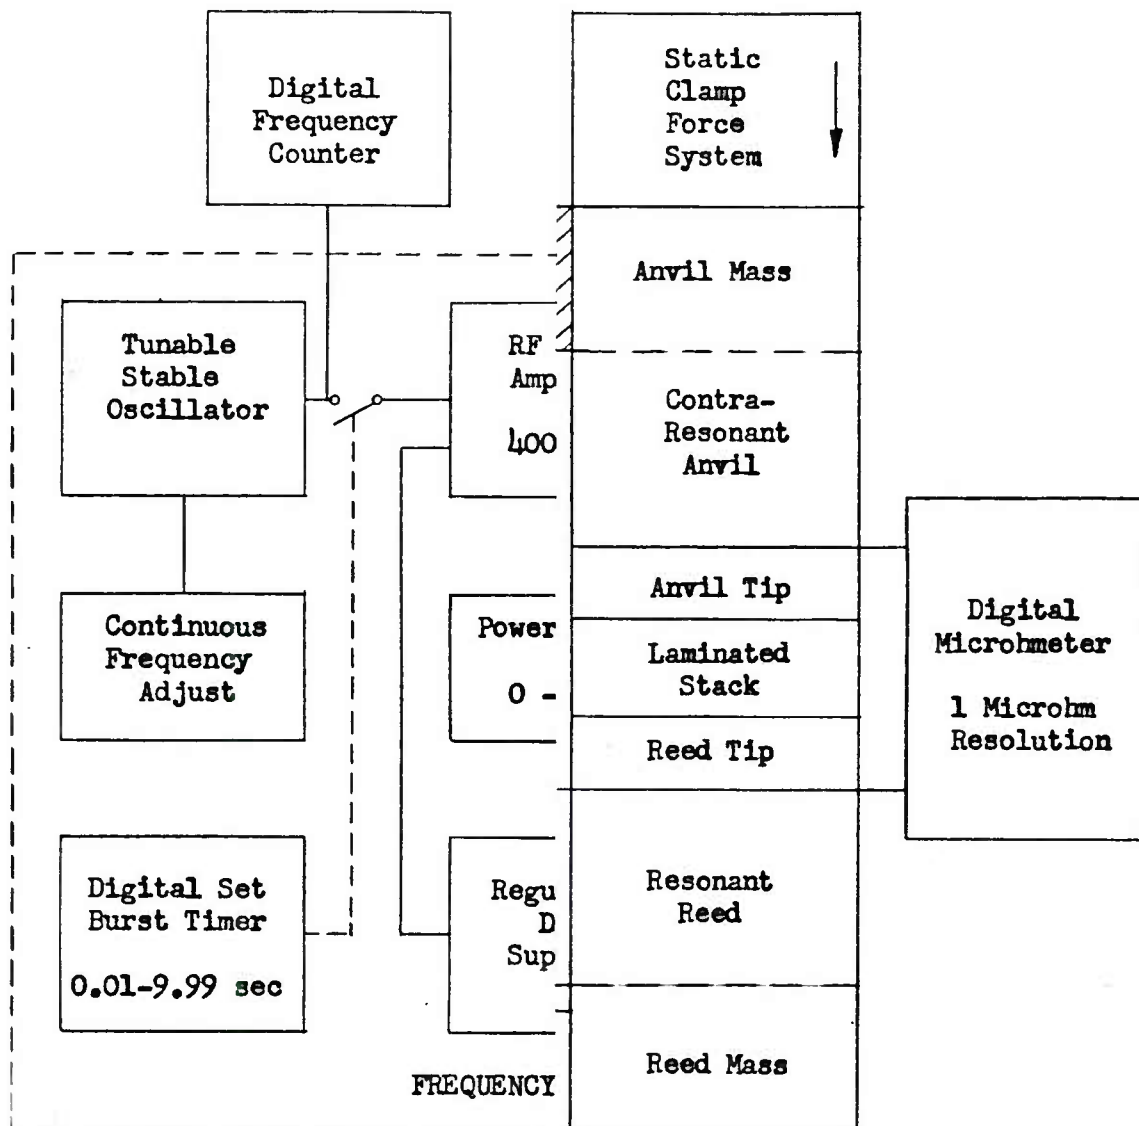 Digital
Frequency
Counter
Static
Clamp
Force
System
Anvil Mass
Tunable
Stable
Oscillator
RF
Amp
400
Contra-
Resonant
Anvil
Anvil Tip
Continuous
Frequency
Adjust
Power
0 -
Laminated
Stack
Reed Tip
Digital
Microhmeter
1 Microhm
Resolution
Digital Set
Burst Timer
0.01-9.99 sec
Regu
D
Sup
Resonant
Reed
Reed Mass
FREQUENCY